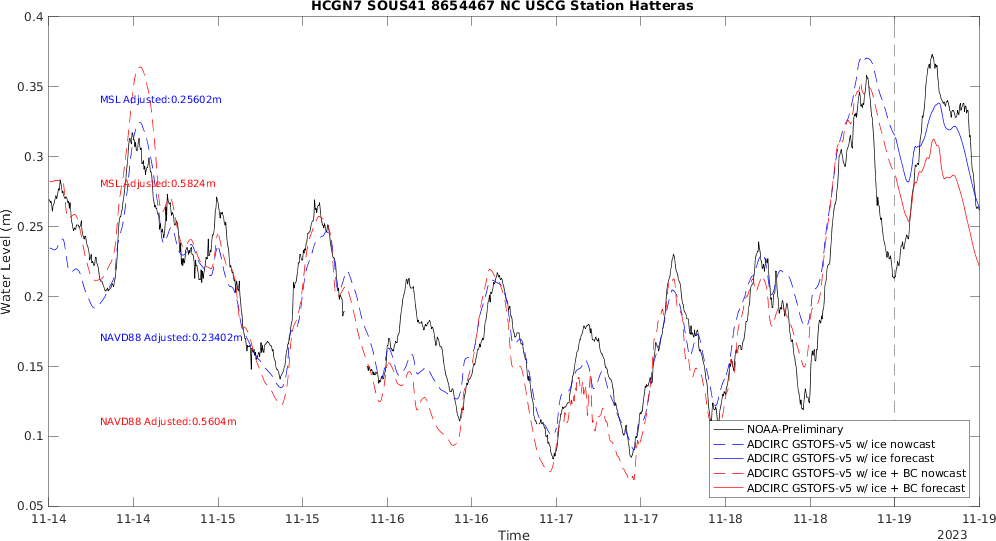 HCGN7 SOUS41 8654467 NC USCG Station Hatteras
0.4
0.35
0.3
0.25
0.2
0.15
0.1
0.05
Water Level (m)
MSL Adjusted:0.25602m
MSL Adjusted:0.5824m
NAVD88 Adjusted:0.23402m
NAVD88 Adjusted:0.5604m
NOAA-Preliminary
ADCIRC GSTOFS-v5 w/ ice nowcast
ADCIRC GSTOFS-v5 w/ ice forecast
ADCIRC GSTOFS-v5 w/ ice + BC nowcast
ADCIRC GSTOFS-v5 w/ ice + BC forecast
11-14 11-14 11-15 11-15 11-16 11-16 11-17 11-17 11-18 11-18 11-19 11-19
Time
2023